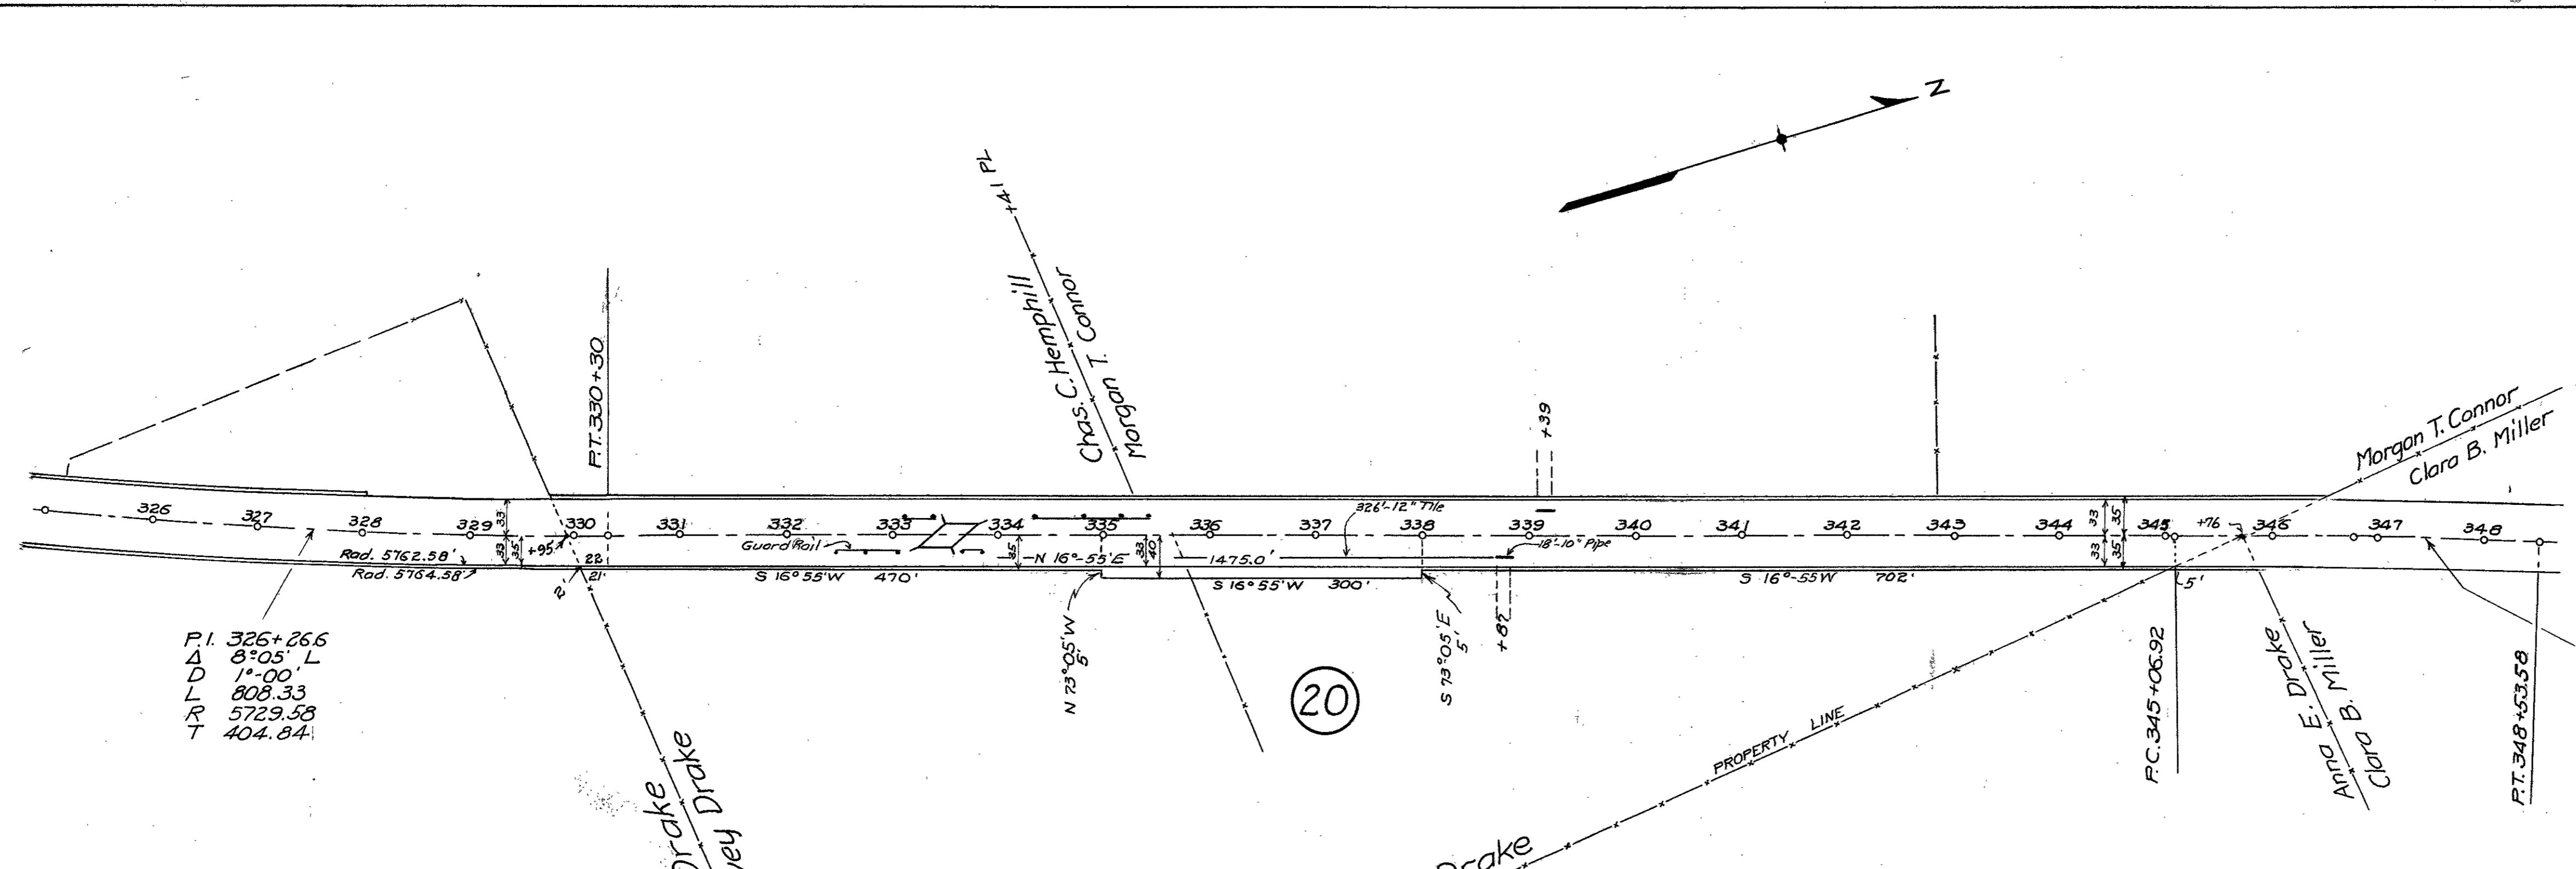 N
+41 PL
Chas. C. Hemphill
Morgan T. Connor
P.T. 330+30
+39
Morgan T. Connor
Clara B. Miller
326 327 328 329 330 331 332 333 334 335 336 337 338 339 340 341 342 343 344 345 346 347 348
33
33
35
+95
22
21'
2'
Rad. 5762.58'
Rad. 5764.58'
Guard Rail
35
N 16°-55'E 1475.0'
33
40
326'-12" Tile
18'-10" Pipe
33
35
33
35
+76
S 16°55'W 470'
S 16°55'W 300'
S 16°-55W 702'
5'
N 73°05'W
5'
S 73°05'E
5'
+87
P.I. 326+26.6
Δ 8°05' L
D 1°-00'
L 808.33
R 5729.58
T 404.84
20
PROPERTY LINE
P.C. 345+06.92
Anna E. Drake
Clara B. Miller
P.T. 348+53.58
Drake
Drake
Drake